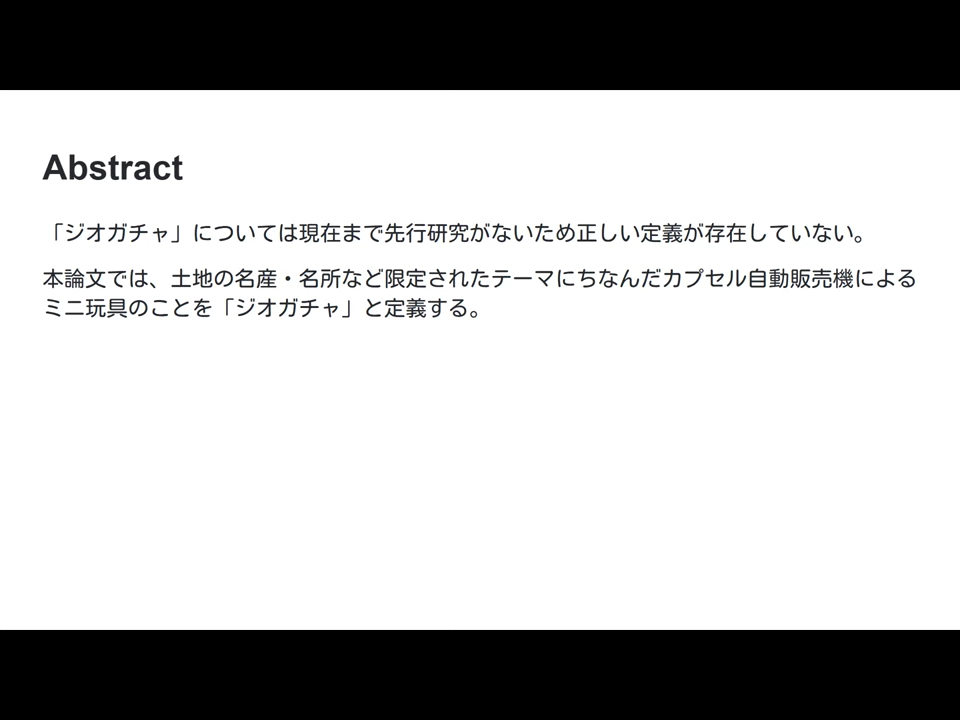 Abstract
「ジオガチャ」については現在まで先行研究がないため正しい定義が存在していない。
本論文では、土地の名産・名所など限定されたテーマにちなんだカプセル自動販売機による
ミニ玩具のことを「ジオガチャ」と定義する。